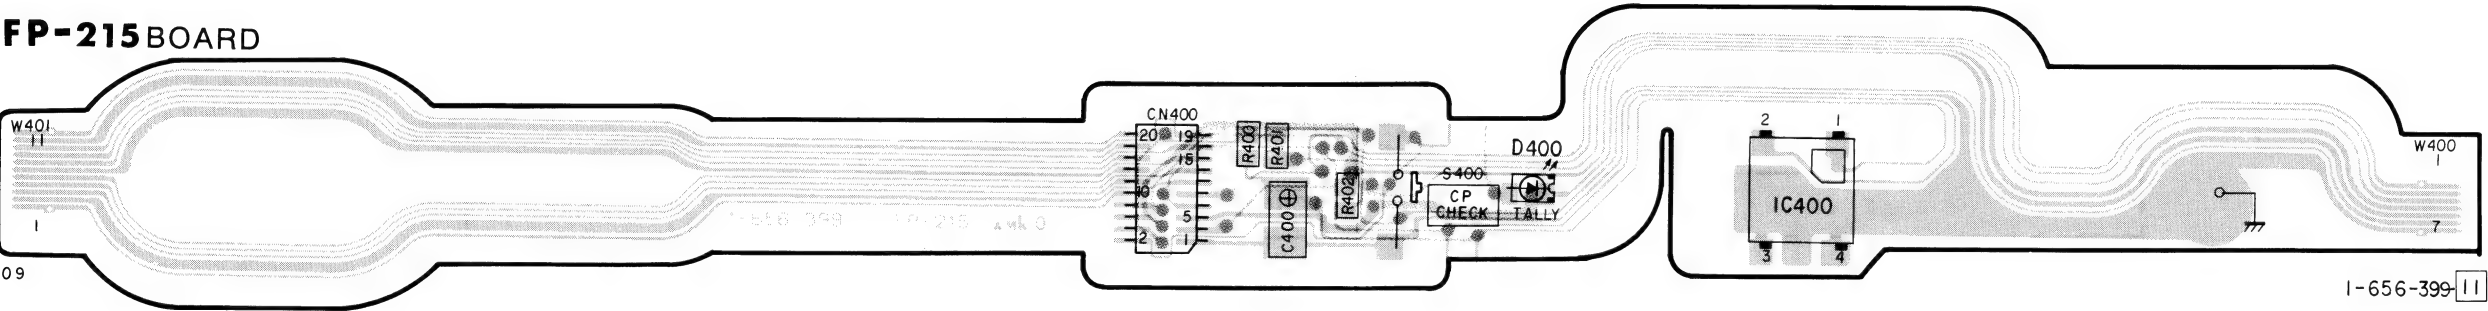 FP-215 BOARD
W401
11
1
09
CN400
20 19
15
10
5
2 1
R400
R401
C400
R402
S400
CP
CHECK
D400
TALLY
2 1
IC400
3 4
W400
1
7
1-656-399-11